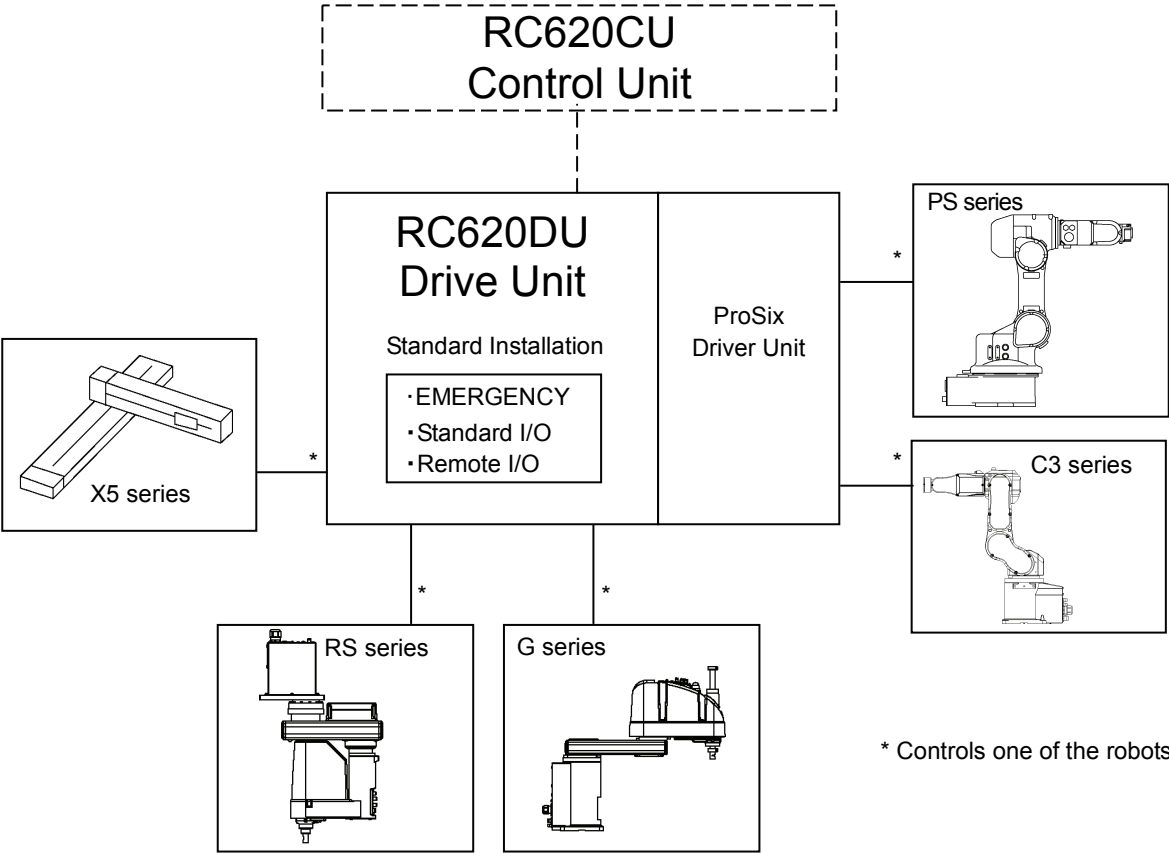 RC620CU
Control Unit
RC620DU
Drive Unit
Standard Installation
・EMERGENCY
・Standard I/O
・Remote I/O
ProSix
Driver Unit
*
PS series
*
C3 series
*
X5 series
*
RS series
*
G series
* Controls one of the robots